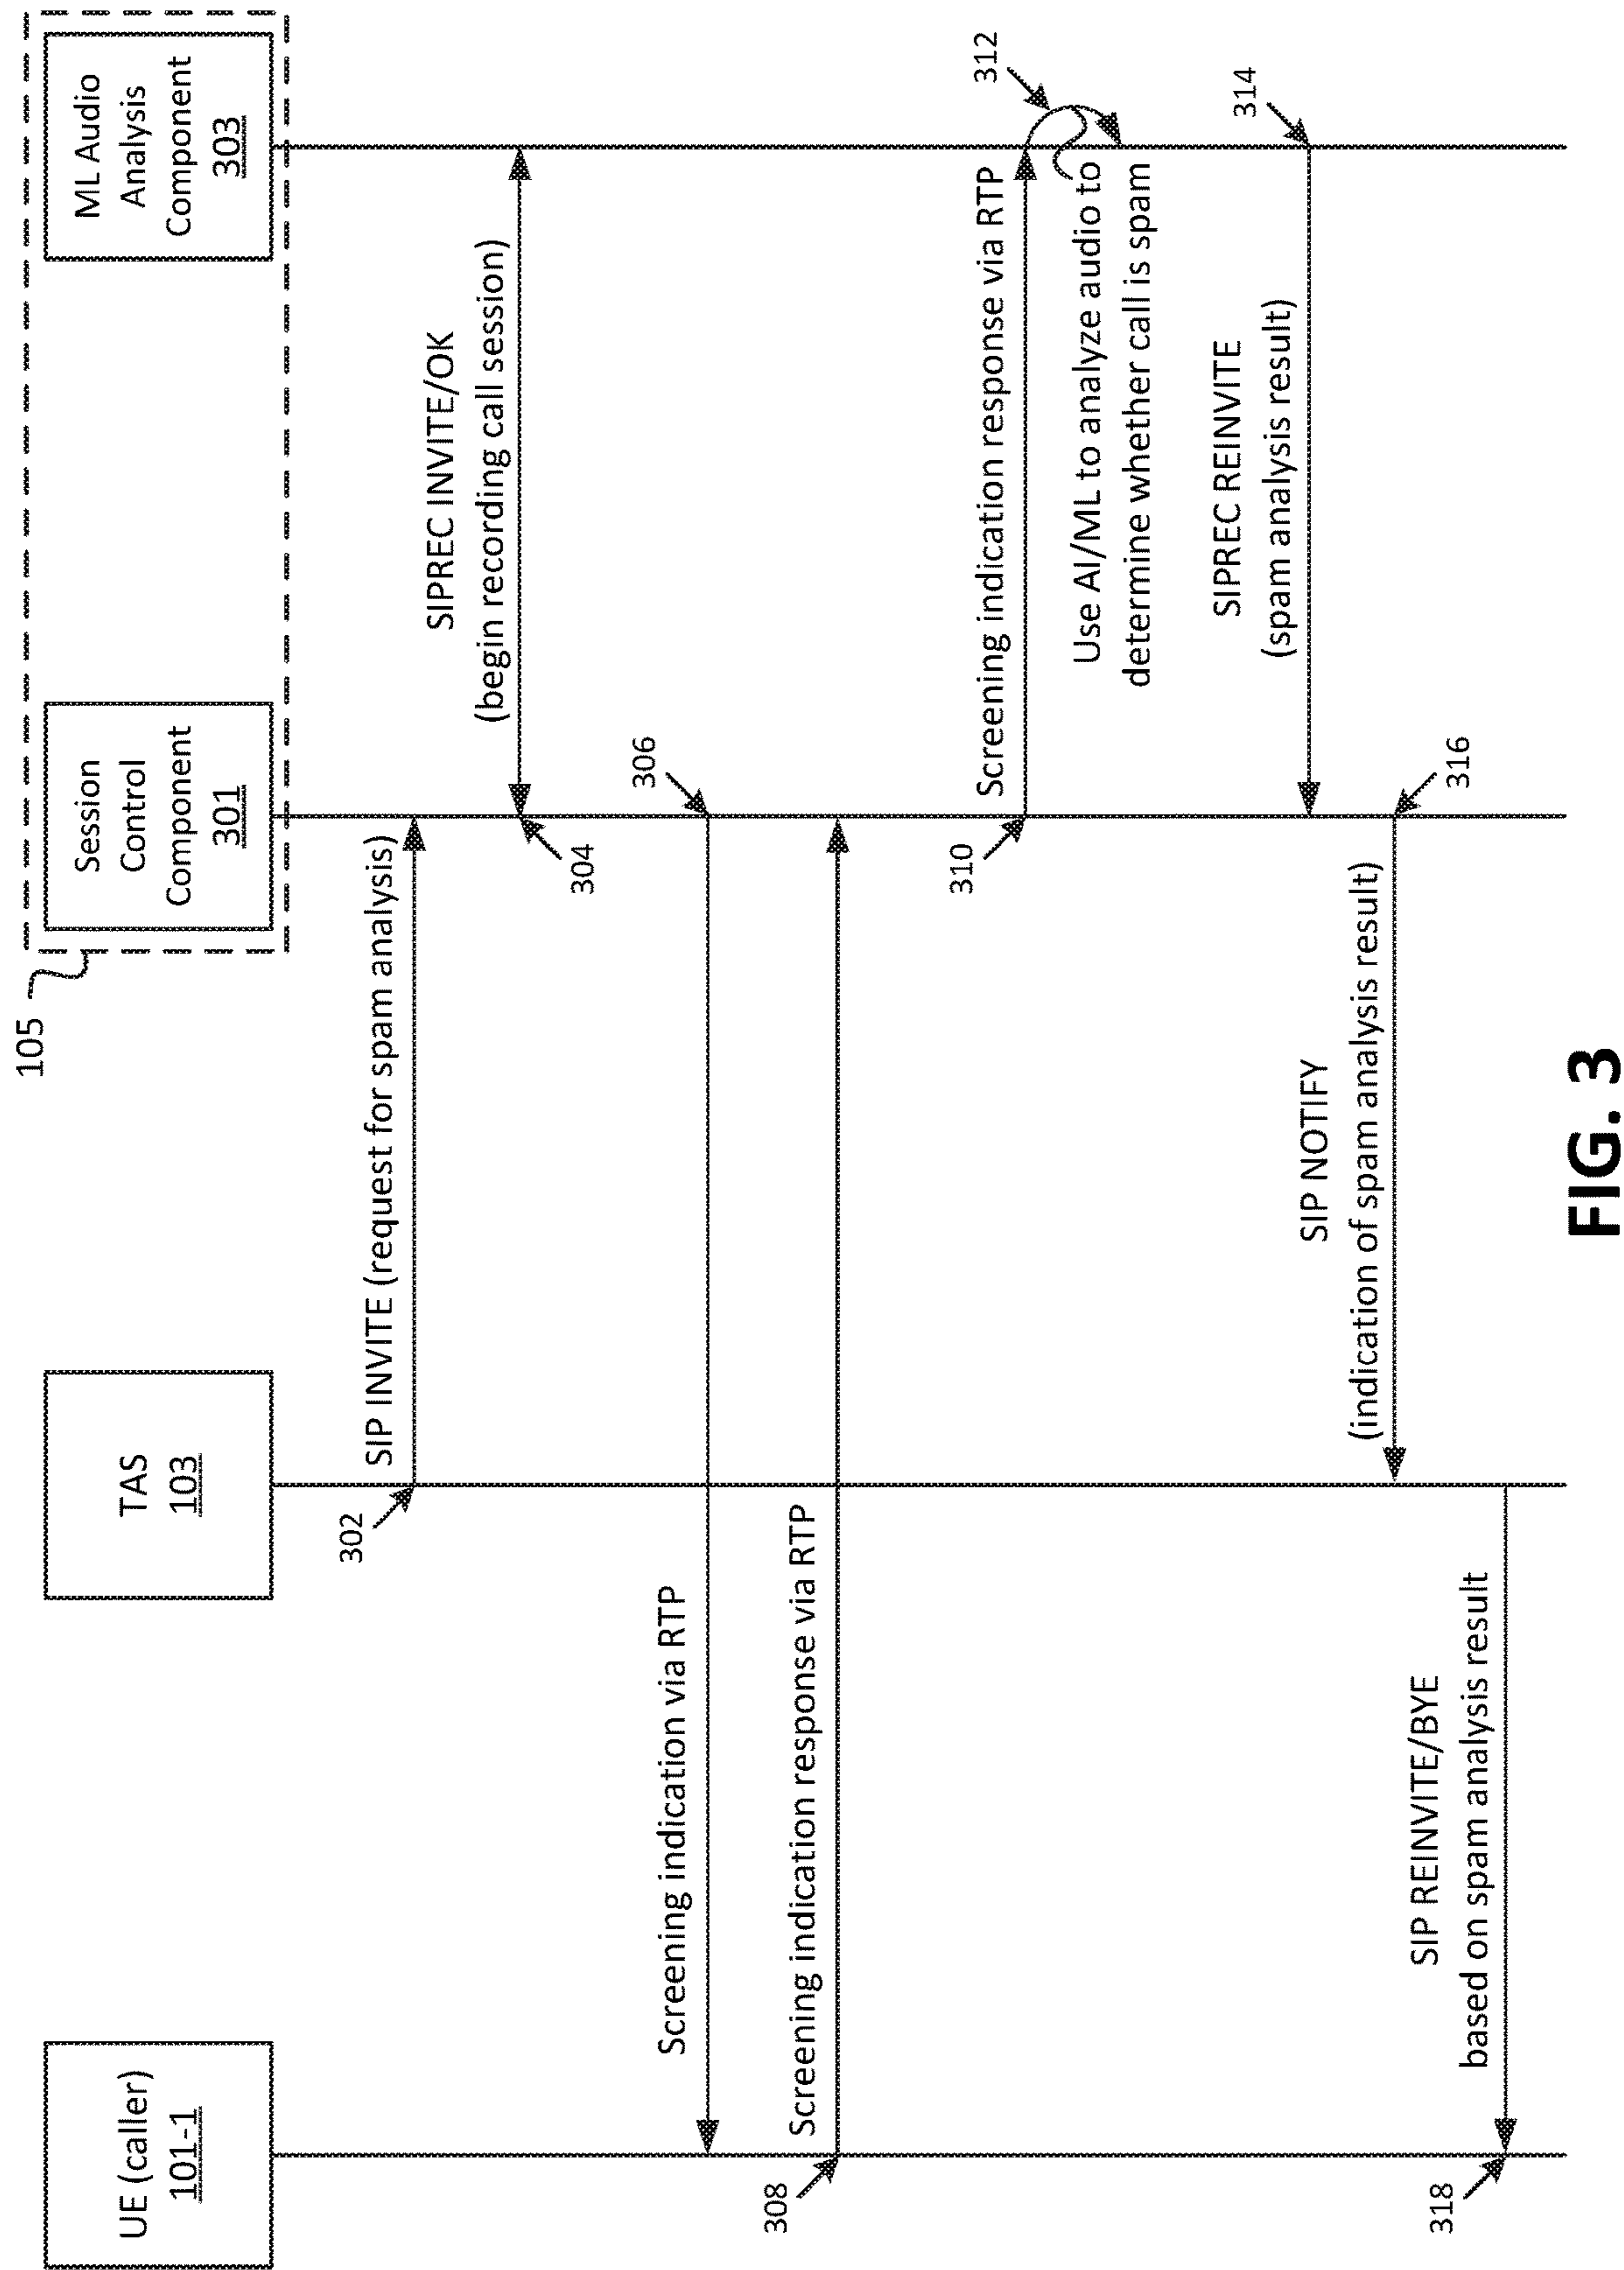 UE (caller)
101-1
TAS
103
105
Session
Control
Component
301
ML Audio
Analysis
Component
303
302
SIP INVITE (request for spam analysis)
SIPREC INVITE/OK
(begin recording call session)
304
306
Screening indication via RTP
308
Screening indication response via RTP
310
Screening indication response via RTP
312
Use AI/ML to analyze audio to
determine whether call is spam
314
SIPREC REINVITE
(spam analysis result)
316
SIP NOTIFY
(indication of spam analysis result)
318
SIP REINVITE/BYE
based on spam analysis result
FIG. 3